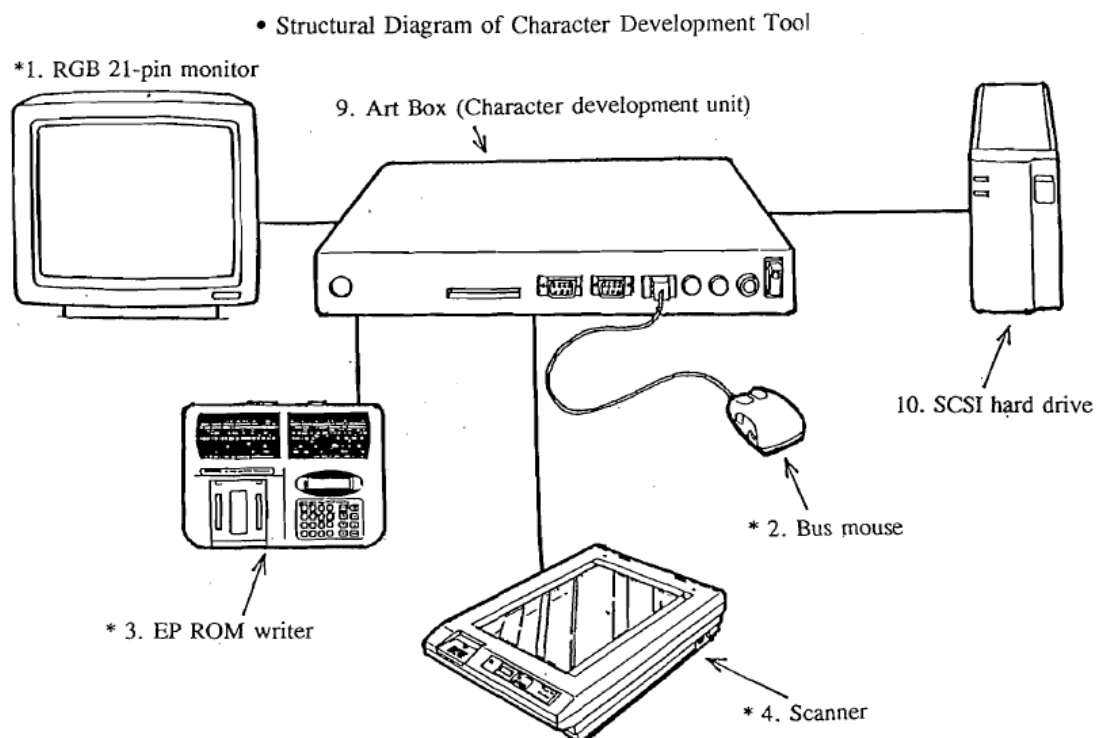 • Structural Diagram of Character Development Tool
*1. RGB 21-pin monitor
9. Art Box (Character development unit)
10. SCSI hard drive
* 2. Bus mouse
* 3. EP ROM writer
* 4. Scanner